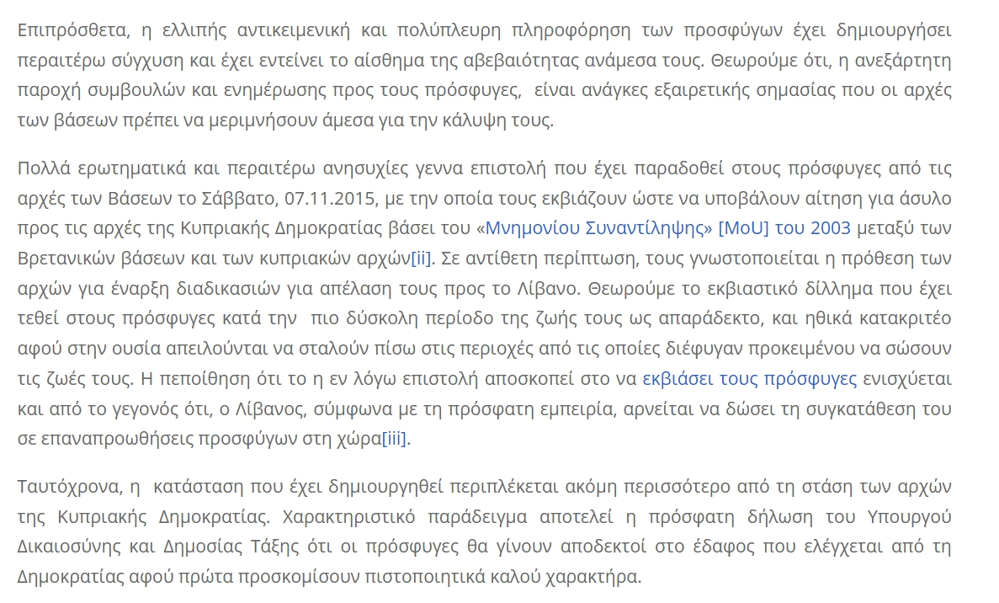 Επιπρόσθετα, η ελλιπής αντικειμενική και πολύπλευρη πληροφόρηση των προσφύγων έχει δημιουργήσει
περαιτέρω σύγχυση και έχει εντείνει το αίσθημα της αβεβαιότητας ανάμεσα τους. Θεωρούμε ότι, η ανεξάρτητη
παροχή συμβουλών και ενημέρωσης προς τους πρόσφυγες,  είναι ανάγκες εξαιρετικής σημασίας που οι αρχές
των βάσεων πρέπει να μεριμνήσουν άμεσα για την κάλυψη τους.
Πολλά ερωτηματικά και περαιτέρω ανησυχίες γεννα επιστολή που έχει παραδοθεί στους πρόσφυγες από τις
αρχές των Βάσεων το Σάββατο, 07.11.2015, με την οποία τους εκβιάζουν ώστε να υποβάλουν αίτηση για άσυλο
προς τις αρχές της Κυπριακής Δημοκρατίας βάσει του «Μνημονίου Συναντίληψης» [MoU] του 2003 μεταξύ των
Βρετανικών βάσεων και των κυπριακών αρχών[ii]. Σε αντίθετη περίπτωση, τους γνωστοποιείται η πρόθεση των
αρχών για έναρξη διαδικασιών για απέλαση τους προς το Λίβανο. Θεωρούμε το εκβιαστικό δίλλημα που έχει
τεθεί στους πρόσφυγες κατά την  πιο δύσκολη περίοδο της ζωής τους ως απαράδεκτο, και ηθικά κατακριτέο
αφού στην ουσία απειλούνται να σταλούν πίσω στις περιοχές από τις οποίες διέφυγαν προκειμένου να σώσουν
τις ζωές τους. Η πεποίθηση ότι το η εν λόγω επιστολή αποσκοπεί στο να εκβιάσει τους πρόσφυγες ενισχύεται
και από το γεγονός ότι, ο Λίβανος, σύμφωνα με τη πρόσφατη εμπειρία, αρνείται να δώσει τη συγκατάθεση του
σε επαναπροωθήσεις προσφύγων στη χώρα[iii].
Ταυτόχρονα, η  κατάσταση που έχει δημιουργηθεί περιπλέκεται ακόμη περισσότερο από τη στάση των αρχών
της Κυπριακής Δημοκρατίας. Χαρακτηριστικό παράδειγμα αποτελεί η πρόσφατη δήλωση του Υπουργού
Δικαιοσύνης και Δημοσίας Τάξης ότι οι πρόσφυγες θα γίνουν αποδεκτοί στο έδαφος που ελέγχεται από τη
Δημοκρατίας αφού πρώτα προσκομίσουν πιστοποιητικά καλού χαρακτήρα.